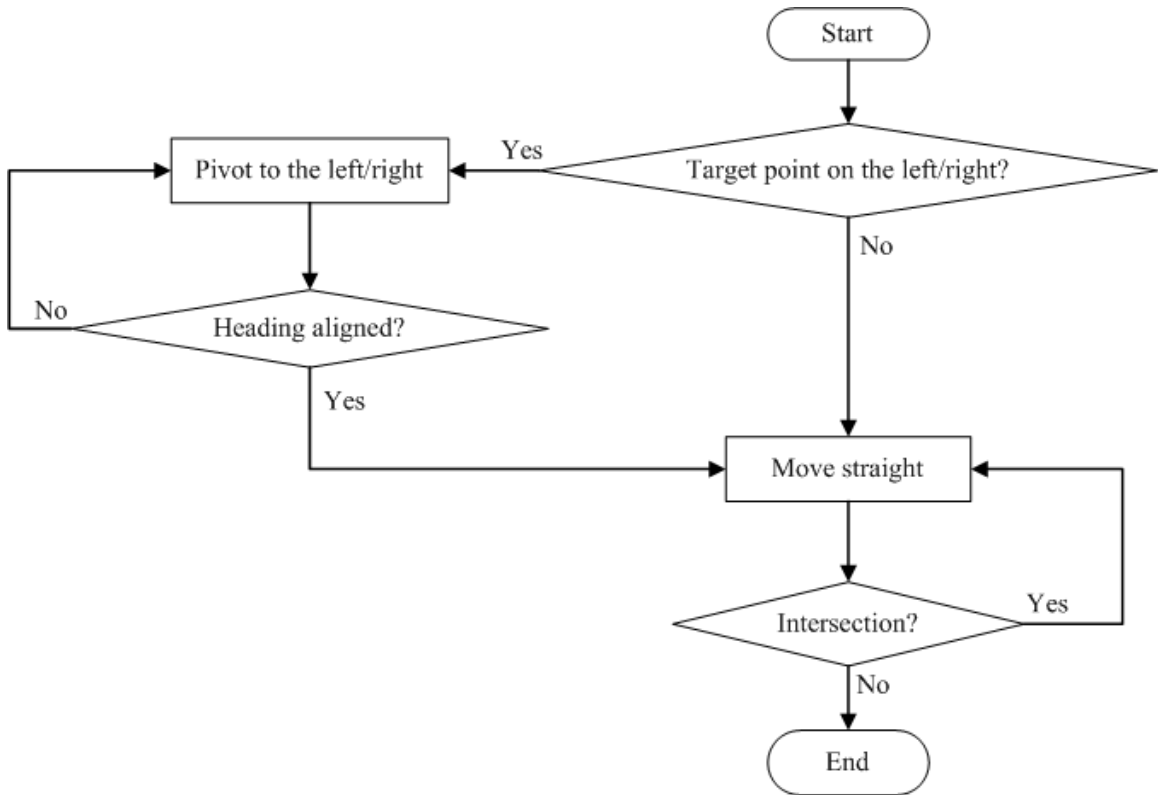 Start
Yes
Pivot to the left/right
Target point on the left/right?
No
No
Heading aligned?
Yes
Move straight
Intersection?
Yes
No
End